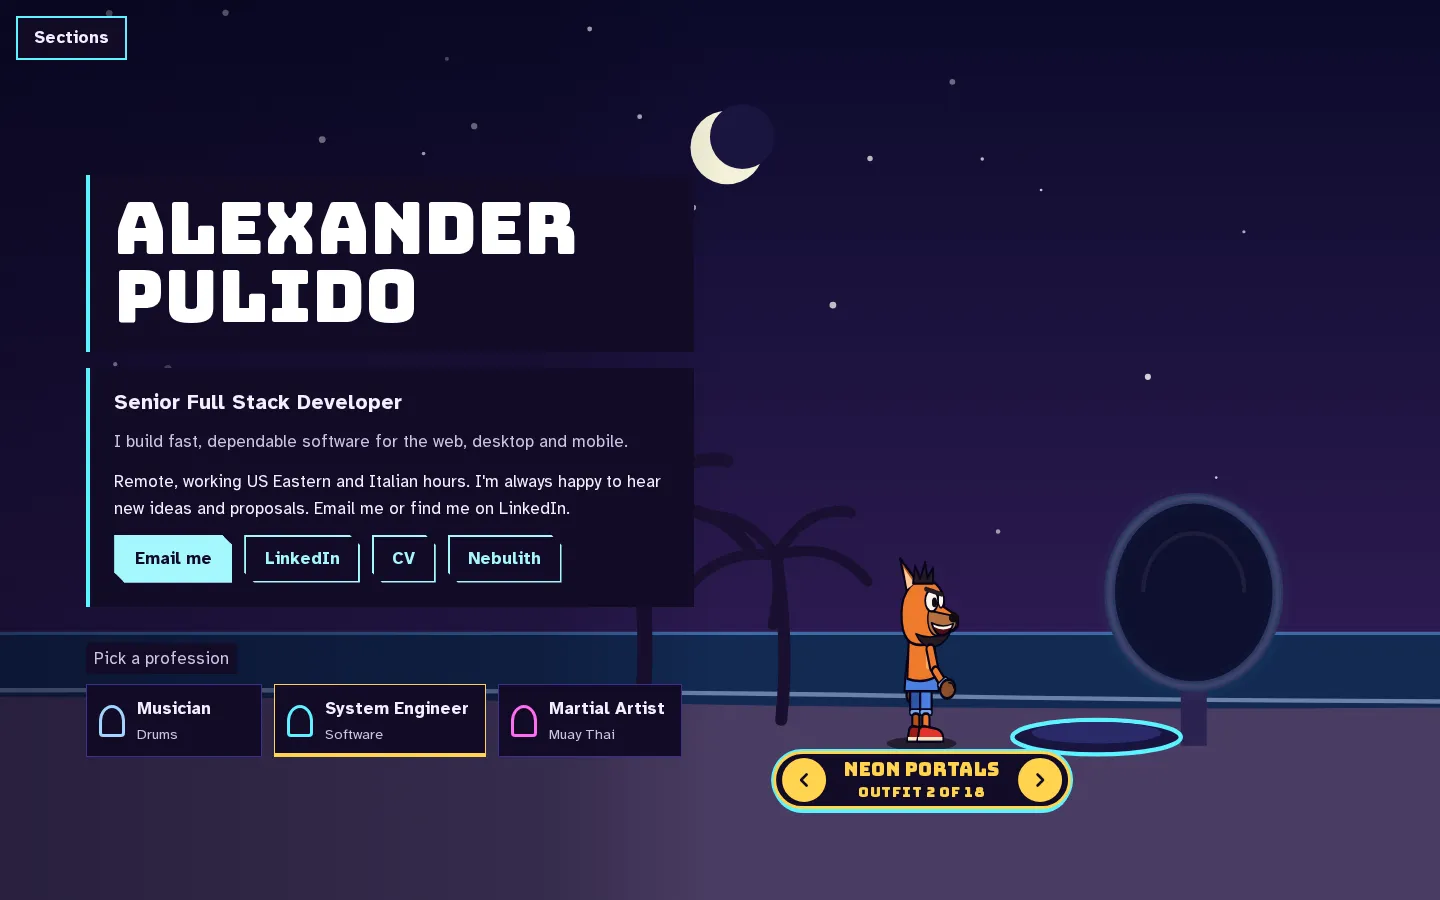 Sections
ALEXANDER
PULIDO
Senior Full Stack Developer
I build fast, dependable software for the web, desktop and mobile.
Remote, working US Eastern and Italian hours. I'm always happy to hear
new ideas and proposals. Email me or find me on LinkedIn.
Email me
LinkedIn
CV
Nebulith
Pick a profession
Musician
Drums
System Engineer
Software
Martial Artist
Muay Thai
NEON PORTALS
OUTFIT 2 OF 18